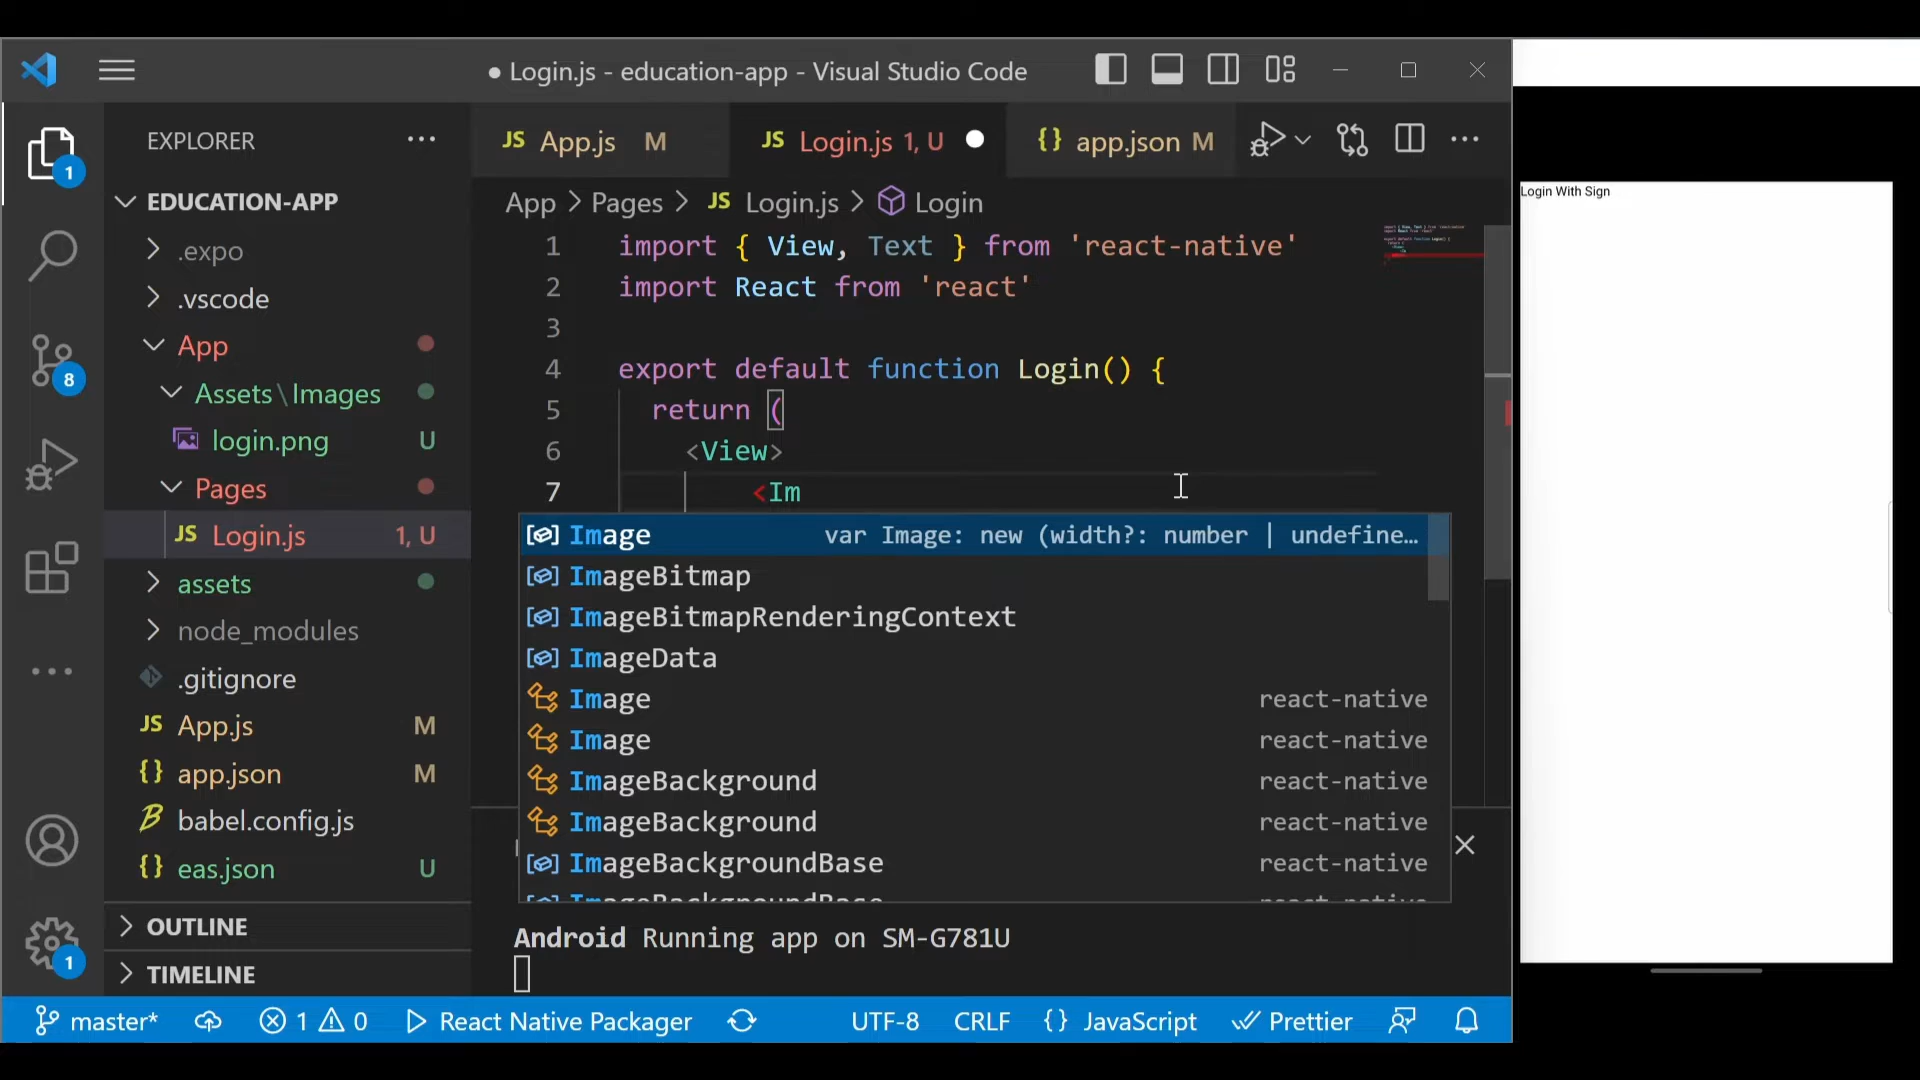 ● Login.js - education-app - Visual Studio Code
EXPLORER
EDUCATION-APP
.expo
.vscode
App
Assets\Images
login.png U
Pages
JS Login.js 1, U
assets
node_modules
.gitignore
JS App.js M
{} app.json M
babel.config.js
{} eas.json U
OUTLINE
TIMELINE
1
8
1
JS App.js M
JS Login.js 1, U
{} app.json M
App > Pages > JS Login.js > Login
1 import { View, Text } from 'react-native'
2 import React from 'react'
3
4 export default function Login() {
5 return (
6 <View>
7 <Im
Image var Image: new (width?: number | undefine…
ImageBitmap
ImageBitmapRenderingContext
ImageData
Image react-native
Image react-native
ImageBackground react-native
ImageBackground react-native
ImageBackgroundBase react-native
Android Running app on SM-G781U
master* 1 0 React Native Packager UTF-8 CRLF {} JavaScript Prettier
Login With Sign